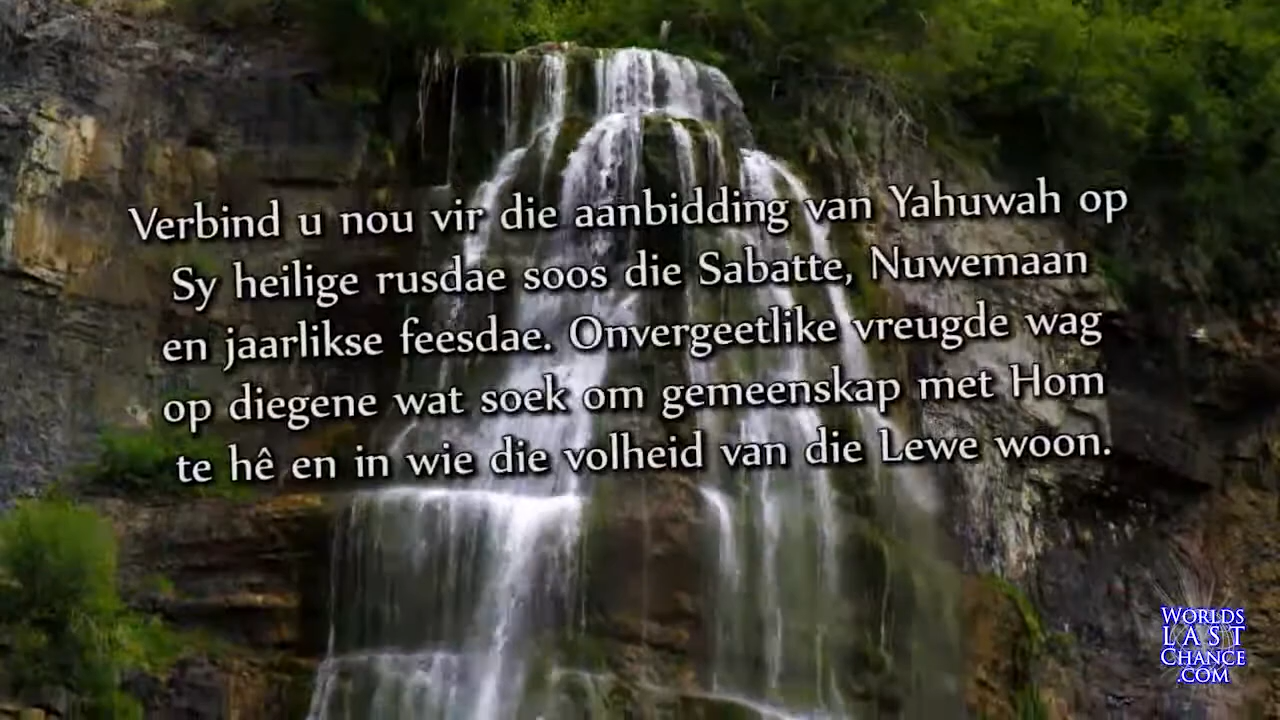 Verbind u nou vir die aanbidding van Yahuwah op
Sy heilige rusdae soos die Sabatte, Nuwemaan
en jaarlikse feesdae. Onvergeetlike vreugde wag
op diegene wat soek om gemeenskap met Hom
te hê en in wie die volheid van die Lewe woon.
WORLDS
LAST
CHANCE
.COM